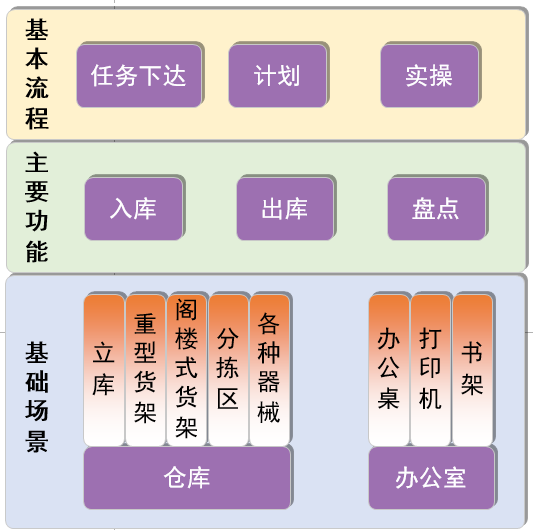 基本流程
任务下达
计划
实操
主要功能
入库
出库
盘点
基础场景
立库
重型货架
阁楼式货架
分拣区
各种器械
仓库
办公桌
打印机
书架
办公室